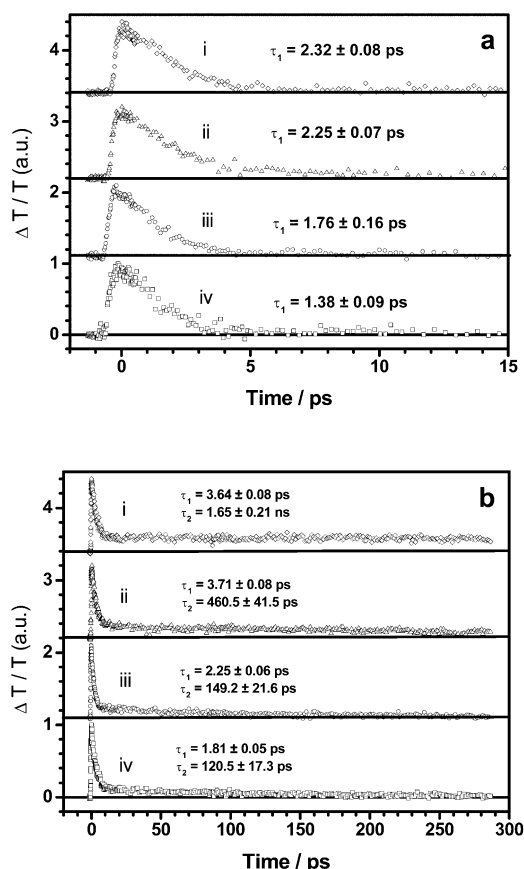 a
i
τ1 = 2.32 ± 0.08 ps
ii
τ1 = 2.25 ± 0.07 ps
iii
τ1 = 1.76 ± 0.16 ps
iv
τ1 = 1.38 ± 0.09 ps
4
3
2
1
0
Δ T / T (a.u.)
0 5 10 15
Time / ps
b
i
τ1 = 3.64 ± 0.08 ps
τ2 = 1.65 ± 0.21 ns
ii
τ1 = 3.71 ± 0.08 ps
τ2 = 460.5 ± 41.5 ps
iii
τ1 = 2.25 ± 0.06 ps
τ2 = 149.2 ± 21.6 ps
iv
τ1 = 1.81 ± 0.05 ps
τ2 = 120.5 ± 17.3 ps
4
3
2
1
0
Δ T / T (a.u.)
0 50 100 150 200 250 300
Time / ps